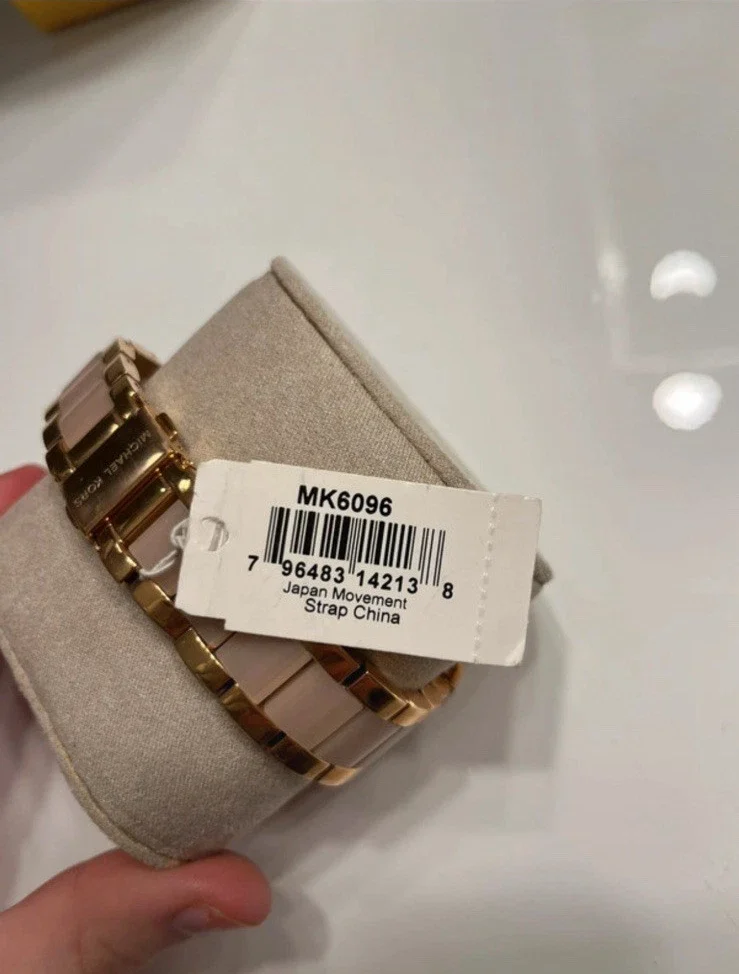 MICHAEL KORS
MK6096
7 96483 14213 8
Japan Movement
Strap China